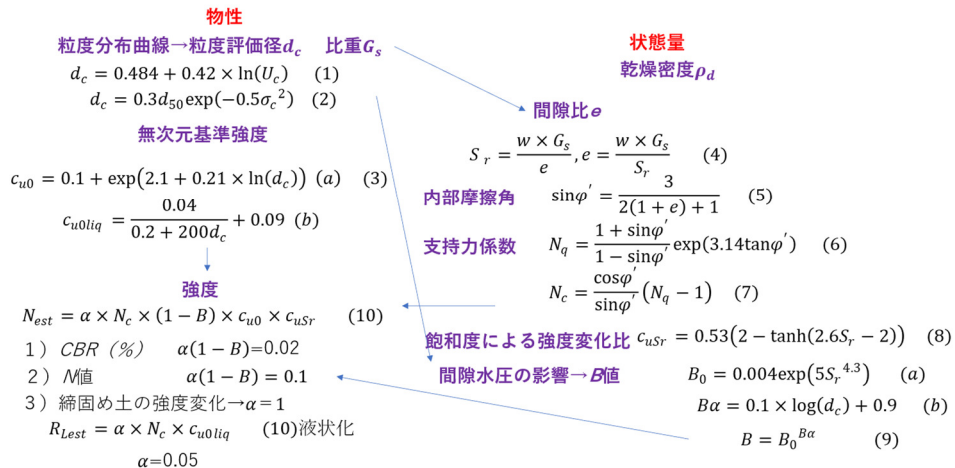 物性
粒度分布曲線→粒度評価径d_c　比重G_s
d_c = 0.484 + 0.42 × ln(U_c)　(1)
d_c = 0.3d_50 exp(−0.5σ_c^2)　(2)
無次元基準強度
c_u0 = 0.1 + exp(2.1 + 0.21 × ln(d_c)) (a)　(3)
c_u0liq = 0.04 / (0.2 + 200d_c) + 0.09 (b)
強度
N_est = α × N_c × (1 − B) × c_u0 × c_uSr　(10)
1）CBR（%）　α(1 − B)=0.02
2）N値　α(1 − B) = 0.1
3）締固め土の強度変化→α＝1
R_Lest = α × N_c × c_u0liq　(10)液状化
α=0.05
状態量
乾燥密度ρ_d
間隙比e
S_r = (w × G_s) / e , e = (w × G_s) / S_r　(4)
内部摩擦角　sinφ′ = 3 / (2(1 + e) + 1)　(5)
支持力係数　N_q = (1 + sinφ′) / (1 − sinφ′) exp(3.14tanφ′)　(6)
N_c = cosφ′ / sinφ′ (N_q − 1)　(7)
飽和度による強度変化比 c_uSr = 0.53(2 − tanh(2.6S_r − 2))　(8)
間隙水圧の影響→B値　B_0 = 0.004exp(5S_r^4.3)　(a)
Bα = 0.1 × log(d_c) + 0.9　(b)
B = B_0^Bα　(9)